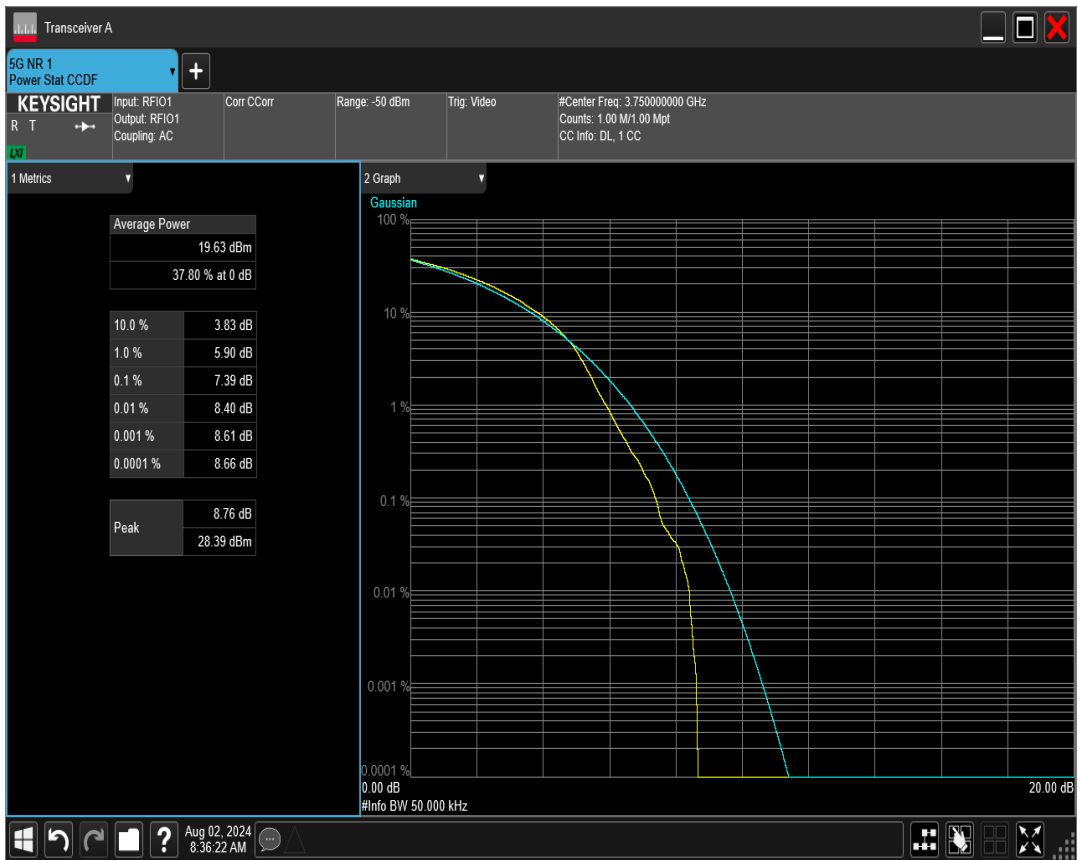 Transceiver A
5G NR 1
Power Stat CCDF
KEYSIGHT
R T
LXI
Input: RFIO1
Output: RFIO1
Coupling: AC
Corr CCorr
Range: -50 dBm
Trig: Video
#Center Freq: 3.750000000 GHz
Counts: 1.00 M/1.00 Mpt
CC Info: DL, 1 CC
1 Metrics
Average Power
19.63 dBm
37.80 % at 0 dB
10.0 % 3.83 dB
1.0 % 5.90 dB
0.1 % 7.39 dB
0.01 % 8.40 dB
0.001 % 8.61 dB
0.0001 % 8.66 dB
Peak 8.76 dB
28.39 dBm
2 Graph
Gaussian
100 %
10 %
1 %
0.1 %
0.01 %
0.001 %
0.0001 %
0.00 dB 20.00 dB
#Info BW 50.000 kHz
?
Aug 02, 2024
8:36:22 AM